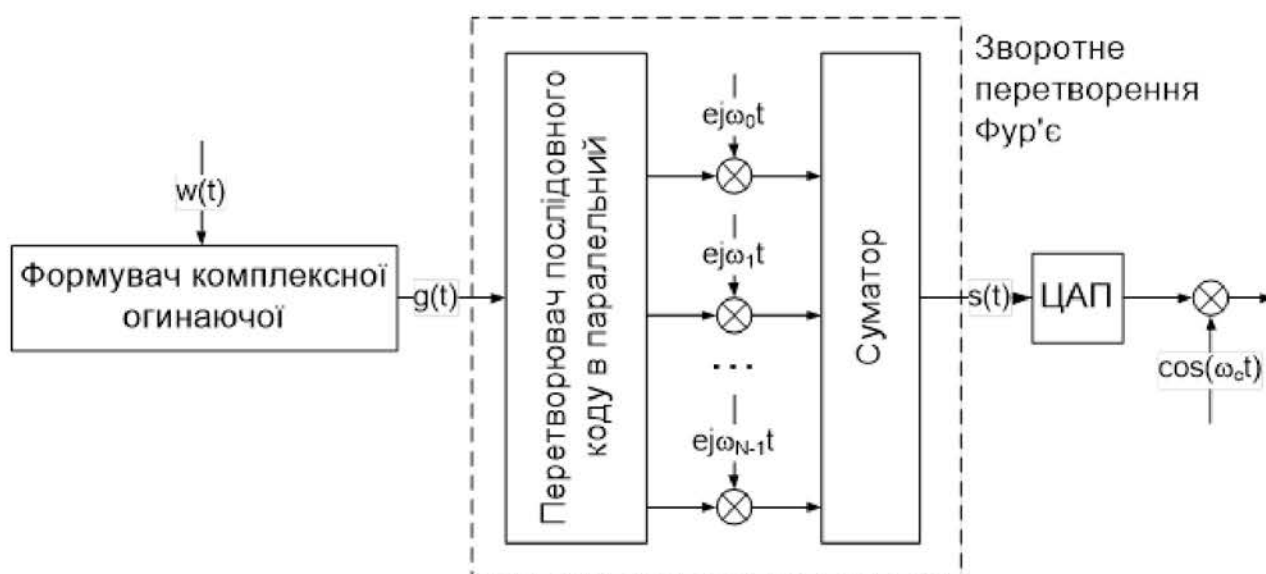 w(t)
Формувач комплексної
огинаючої
g(t)
Перетворювач послідовного
коду в паралельний
ejω₀t
ejω₁t
...
ejωN-1t
Суматор
Зворотне
перетворення
Фур'є
s(t)
ЦАП
cos(ωct)